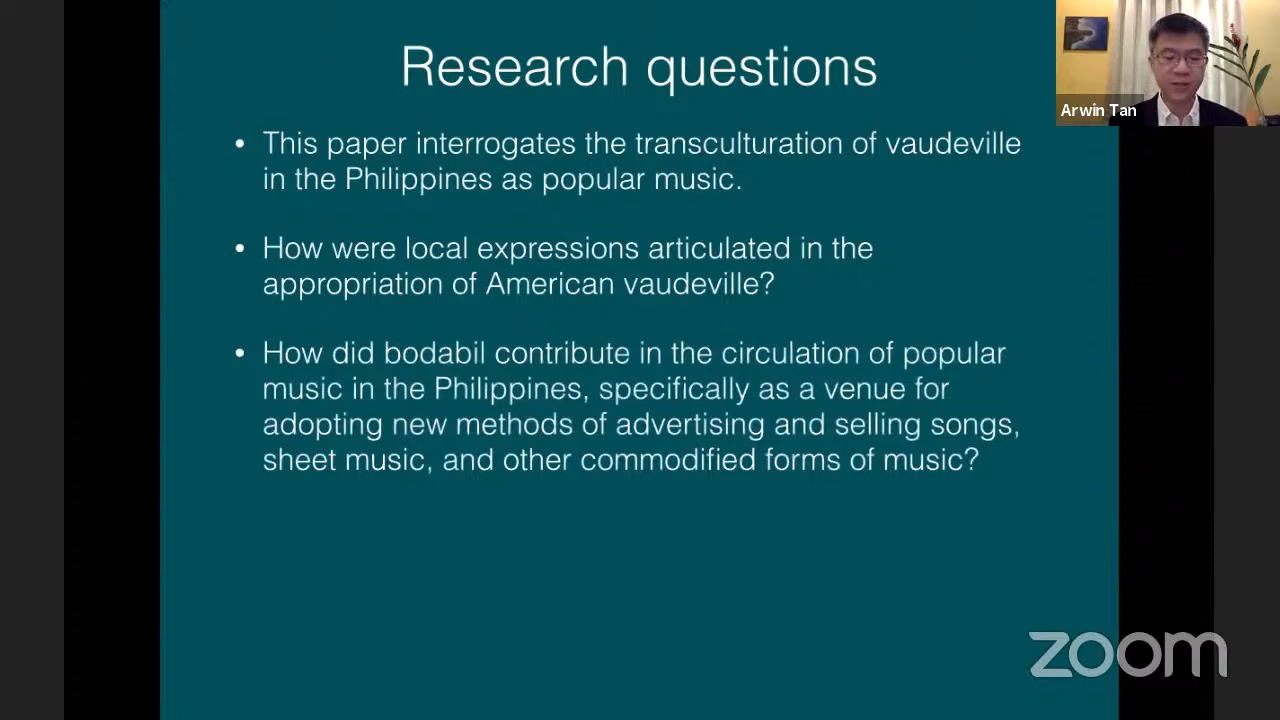 Research questions
• This paper interrogates the transculturation of vaudeville
in the Philippines as popular music.
• How were local expressions articulated in the
appropriation of American vaudeville?
• How did bodabil contribute in the circulation of popular
music in the Philippines, specifically as a venue for
adopting new methods of advertising and selling songs,
sheet music, and other commodified forms of music?
Arwin Tan
zoom